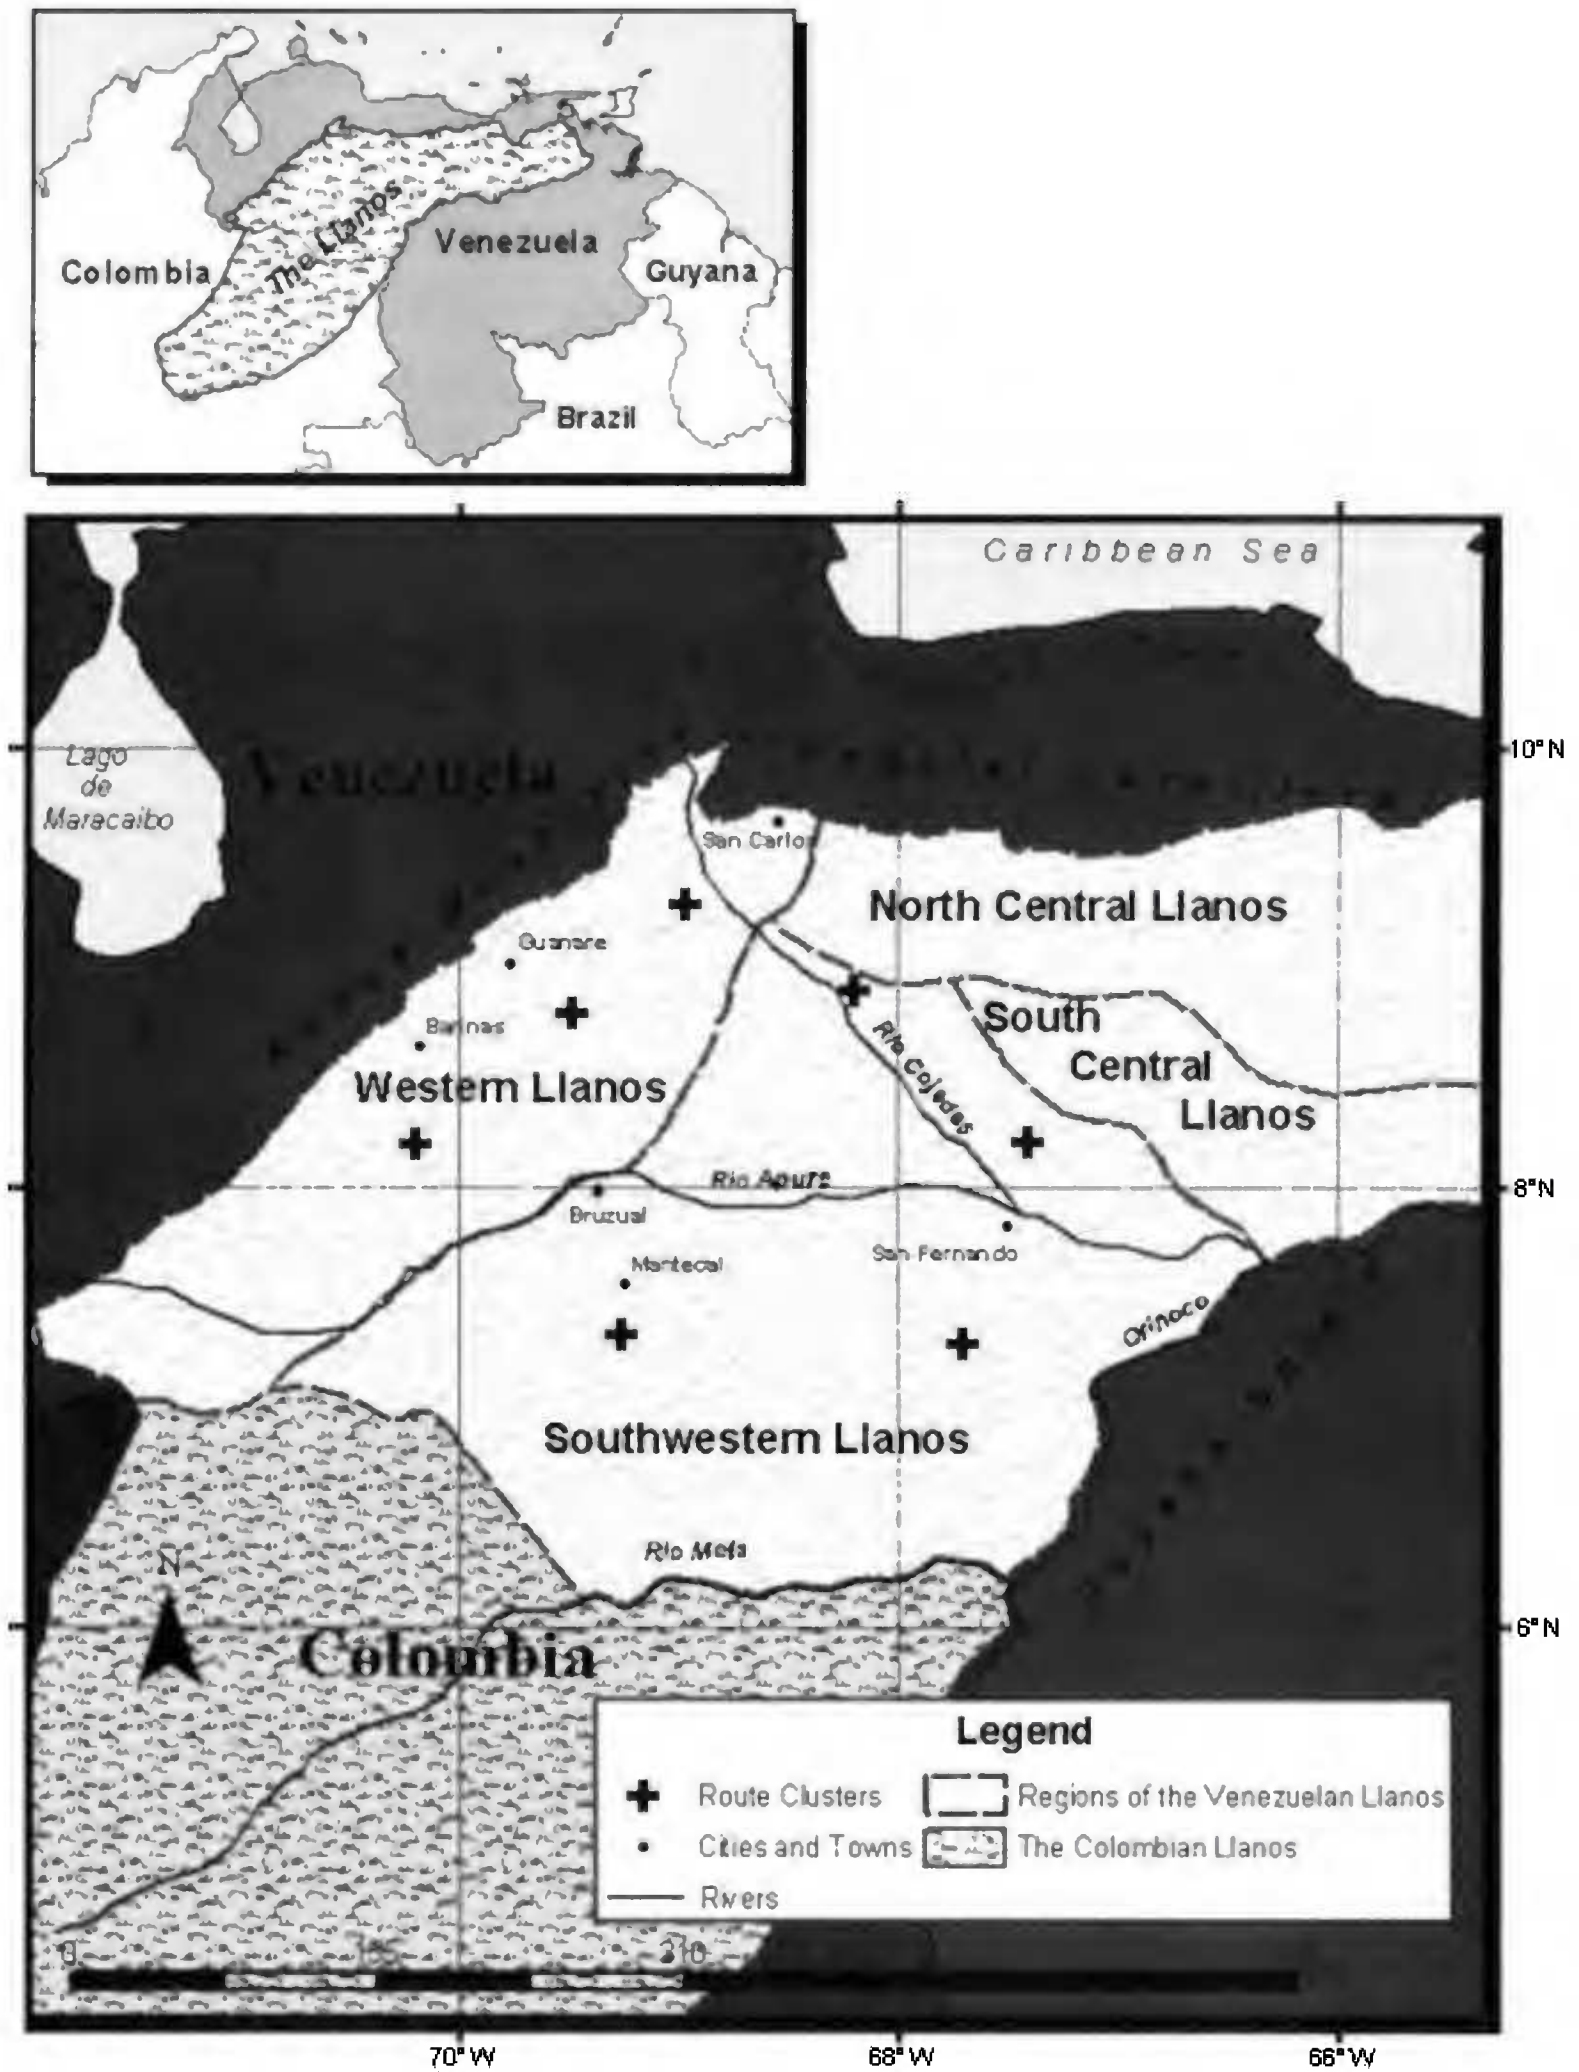 The Llanos
Venezuela
Colombia
Guyana
Brazil
Caribbean Sea
10°N
Lago
de
Maracaibo
Venezuela
San Carlo
North Central Llanos
Guanare
South
Barinas
Central
Rio Cojedes
Western Llanos
Llanos
Rio Apure
8°N
Bruzual
San Fernando
Mantecal
Orinoco
Southwestern Llanos
Rio Meta
N
6°N
Colombia
Legend
Route Clusters
Regions of the Venezuelan Llanos
Cities and Towns
The Colombian Llanos
Rivers
0
210
70°W
68°W
66°W